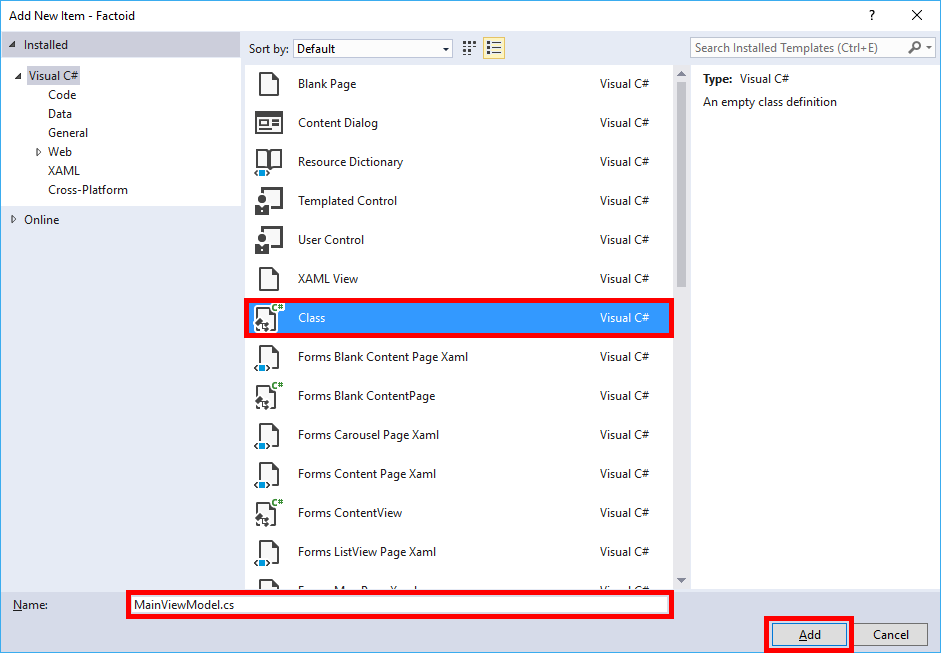 Add New Item - Factoid
?
Installed
Sort by: Default
Search Installed Templates (Ctrl+E)
Visual C#
Code
Data
General
Web
XAML
Cross-Platform
Online
Blank Page Visual C#
Content Dialog Visual C#
Resource Dictionary Visual C#
Templated Control Visual C#
User Control Visual C#
XAML View Visual C#
C# Class Visual C#
Forms Blank Content Page Xaml Visual C#
C# Forms Blank ContentPage Visual C#
Forms Carousel Page Xaml Visual C#
Forms Content Page Xaml Visual C#
C# Forms ContentView Visual C#
Forms ListView Page Xaml Visual C#
Type: Visual C#
An empty class definition
Name: MainViewModel.cs
Add Cancel